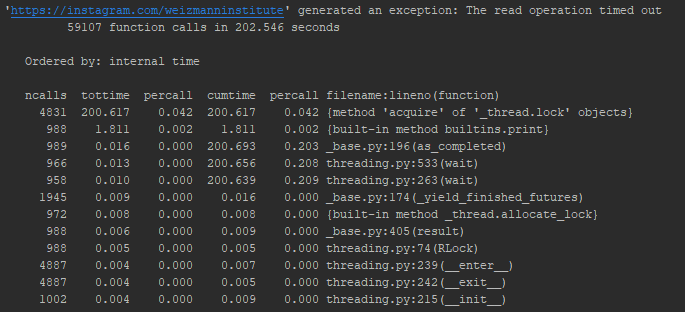 'https://instagram.com/weizmanninstitute' generated an exception: The read operation timed out
59107 function calls in 202.546 seconds
Ordered by: internal time
ncalls tottime percall cumtime percall filename:lineno(function)
4831 200.617 0.042 200.617 0.042 {method 'acquire' of '_thread.lock' objects}
988 1.811 0.002 1.811 0.002 {built-in method builtins.print}
989 0.016 0.000 200.693 0.203 _base.py:196(as_completed)
966 0.013 0.000 200.656 0.208 threading.py:533(wait)
958 0.010 0.000 200.639 0.209 threading.py:263(wait)
1945 0.009 0.000 0.016 0.000 _base.py:174(_yield_finished_futures)
972 0.008 0.000 0.008 0.000 {built-in method _thread.allocate_lock}
988 0.006 0.000 0.009 0.000 _base.py:405(result)
988 0.005 0.000 0.005 0.000 threading.py:74(RLock)
4887 0.004 0.000 0.007 0.000 threading.py:239(__enter__)
4887 0.004 0.000 0.005 0.000 threading.py:242(__exit__)
1002 0.004 0.000 0.009 0.000 threading.py:215(__init__)